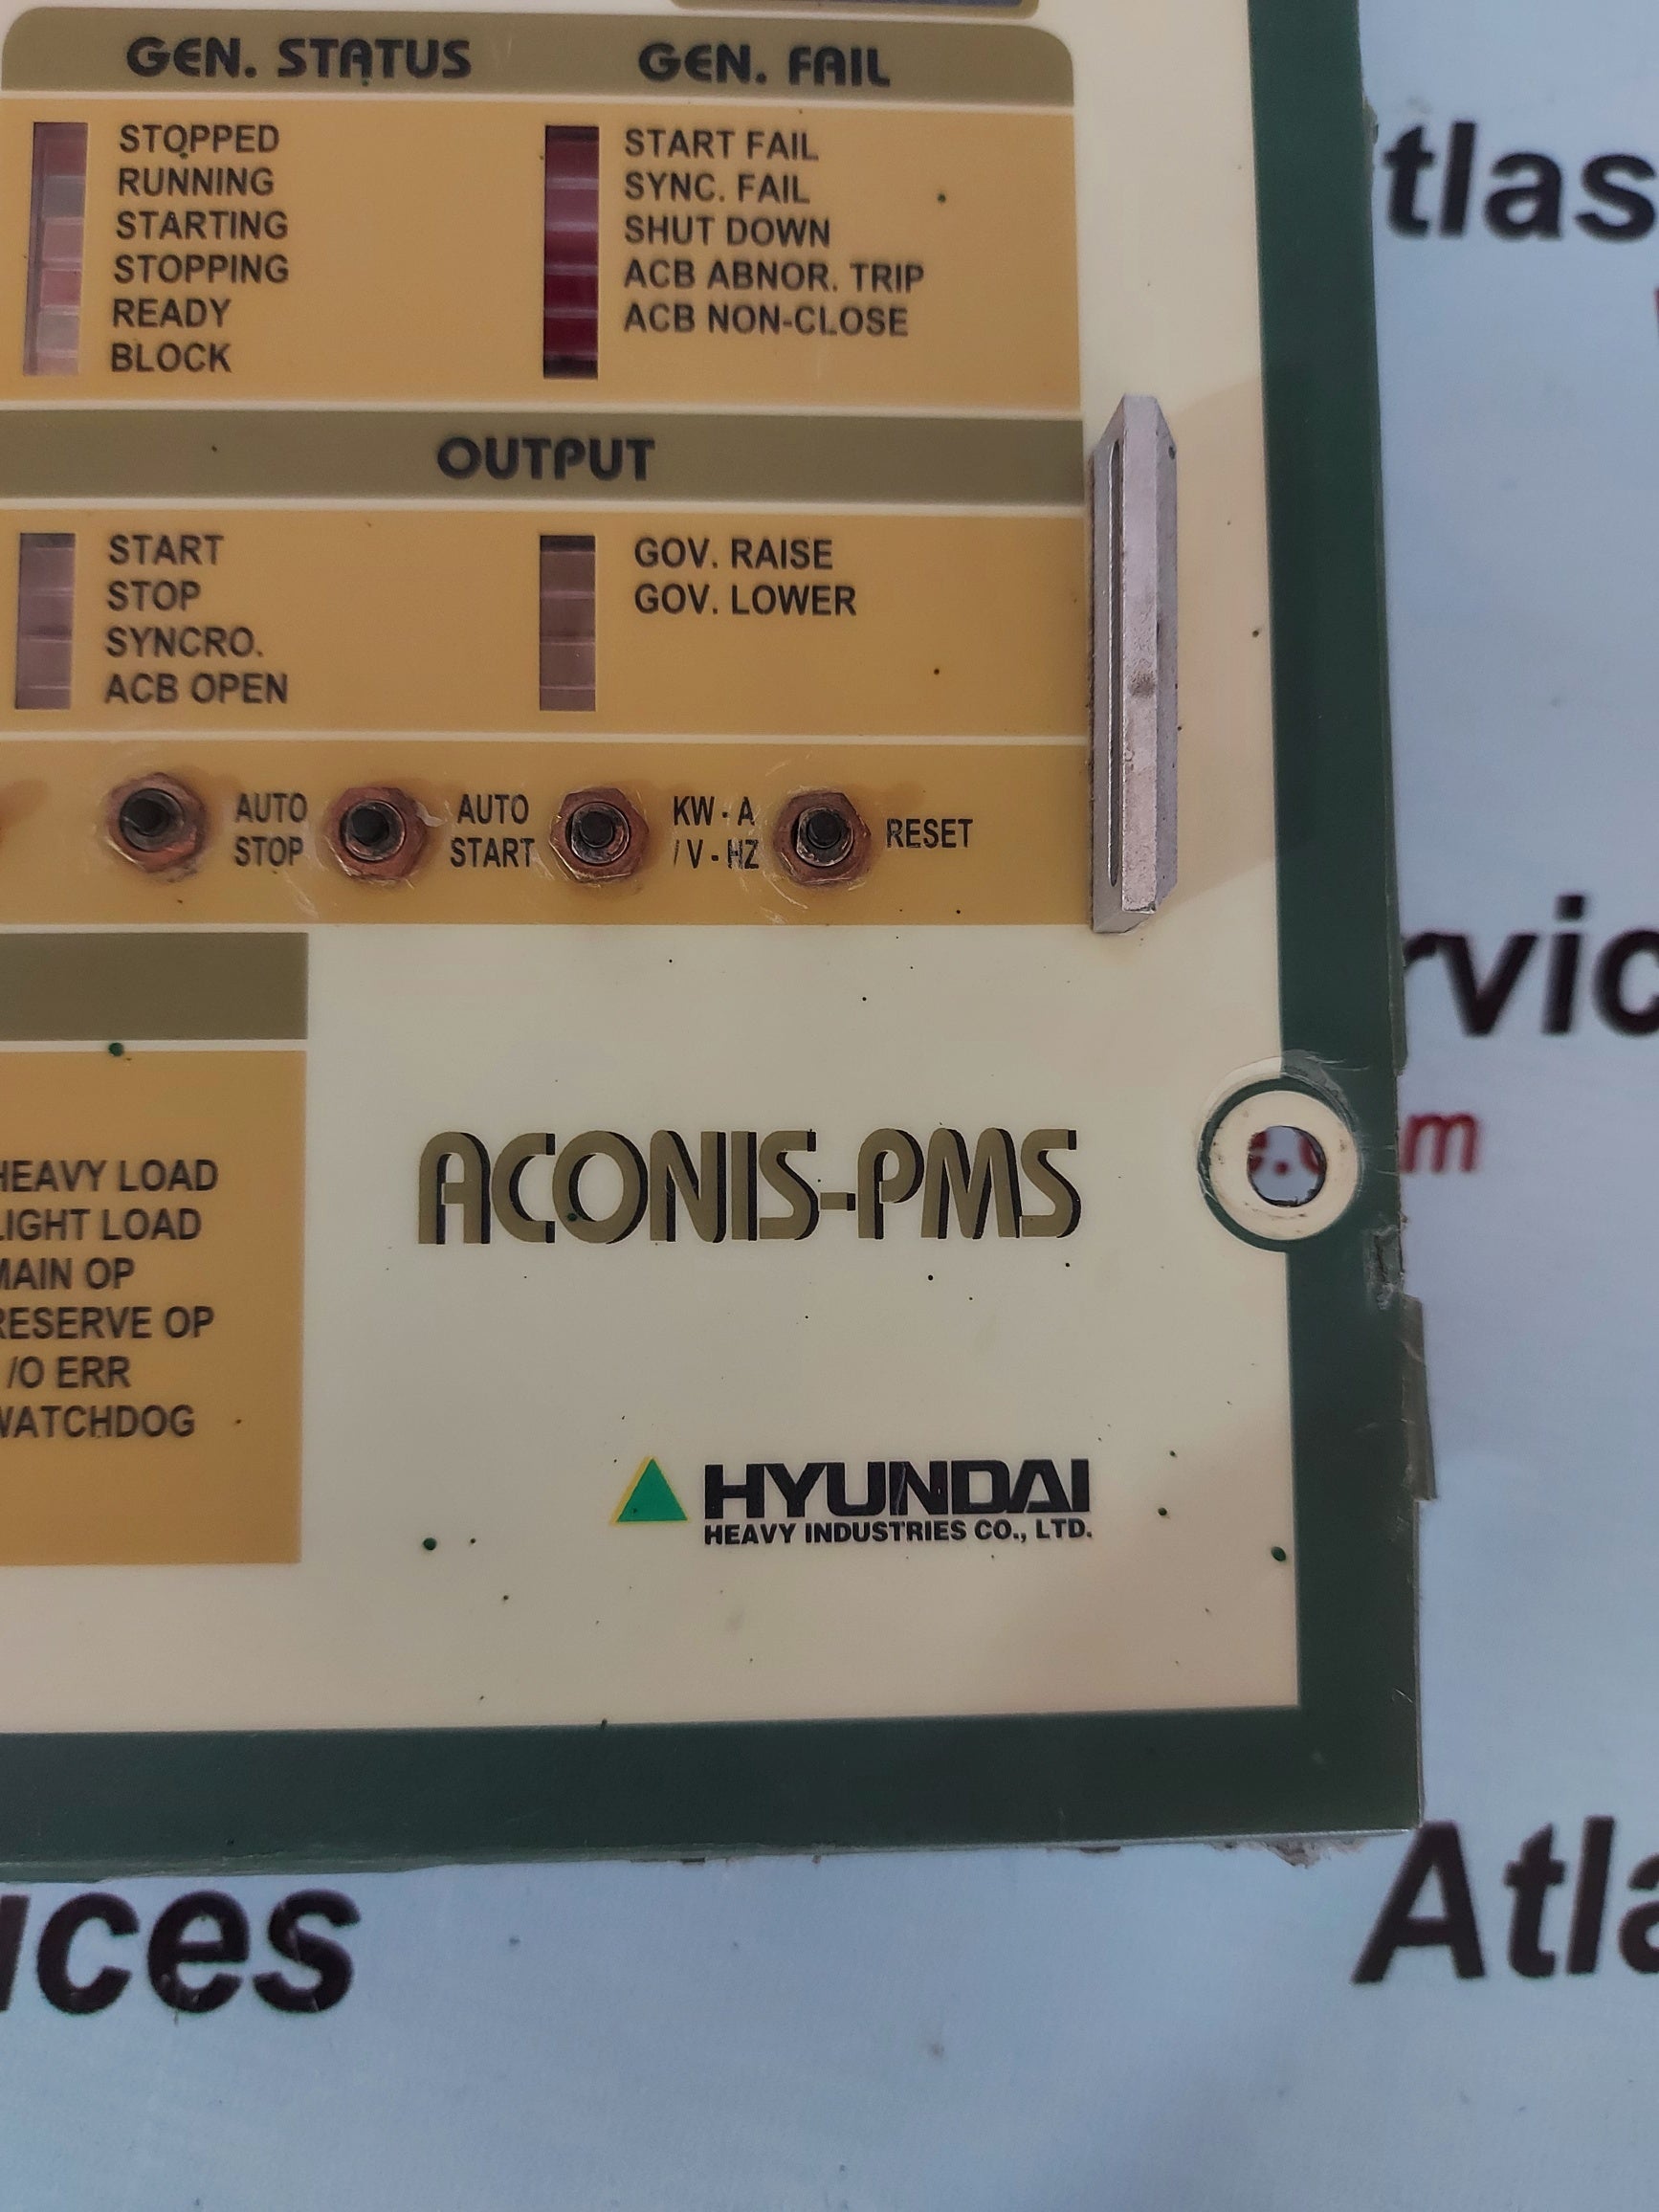 GEN. STATUS
GEN. FAIL
STOPPED
RUNNING
STARTING
STOPPING
READY
BLOCK
START FAIL
SYNC. FAIL
SHUT DOWN
ACB ABNOR. TRIP
ACB NON-CLOSE
OUTPUT
START
STOP
SYNCRO.
ACB OPEN
GOV. RAISE
GOV. LOWER
AUTO
STOP
AUTO
START
KW - A
/ V - HZ
RESET
HEAVY LOAD
LIGHT LOAD
MAIN OP
RESERVE OP
/O ERR
WATCHDOG
ACONIS-PMS
HYUNDAI
HEAVY INDUSTRIES CO., LTD.
tlas
rvic
.com
uces
Atla